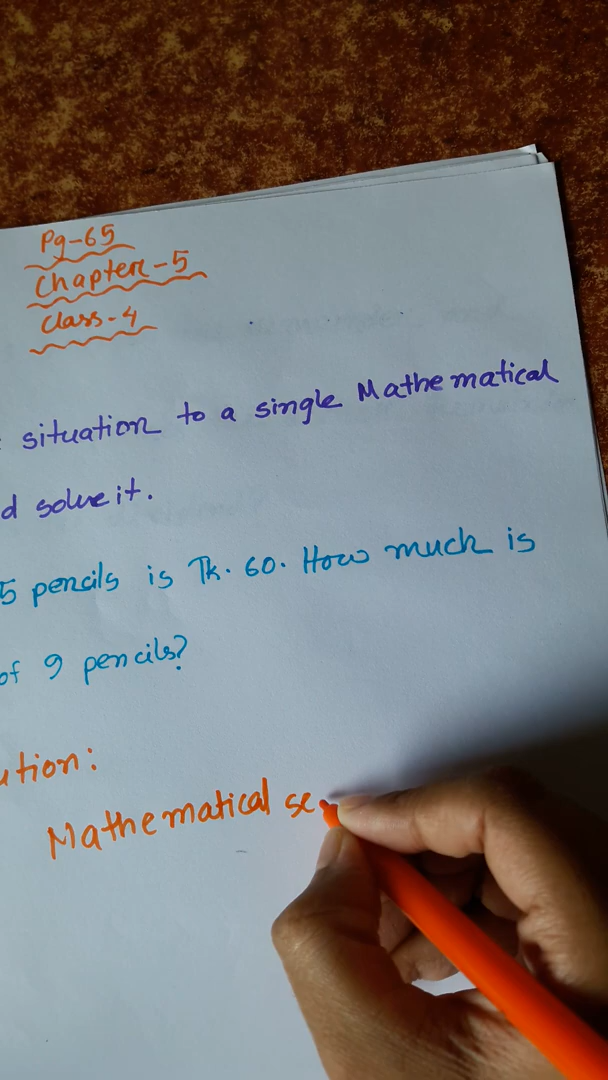 Pg-65
Chapter-5
Class-4
situation to a single Mathematical
d solve it.
5 pencils is Tk. 60. How much is
of 9 pencils?
ution:
Mathematical se